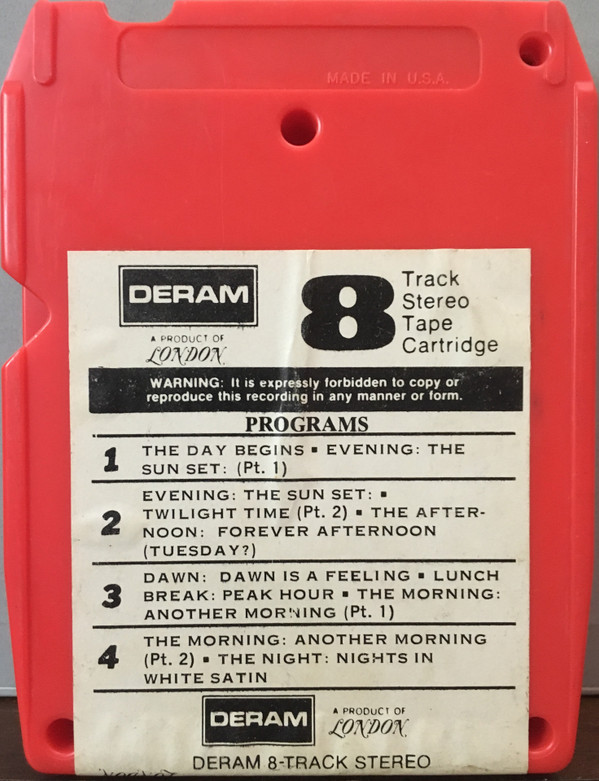 MADE IN U.S.A.
DERAM
A PRODUCT OF
LONDON
8
Track
Stereo
Tape
Cartridge
WARNING: It is expressly forbidden to copy or
reproduce this recording in any manner or form.
PROGRAMS
1 THE DAY BEGINS ▪ EVENING: THE
SUN SET: (Pt. 1)
2 EVENING: THE SUN SET: ▪
TWILIGHT TIME (Pt. 2) ▪ THE AFTER-
NOON: FOREVER AFTERNOON
(TUESDAY?)
3 DAWN: DAWN IS A FEELING ▪ LUNCH
BREAK: PEAK HOUR ▪ THE MORNING:
ANOTHER MORNING (Pt. 1)
4 THE MORNING: ANOTHER MORNING
(Pt. 2) ▪ THE NIGHT: NIGHTS IN
WHITE SATIN
DERAM
A PRODUCT OF
LONDON
DERAM 8-TRACK STEREO